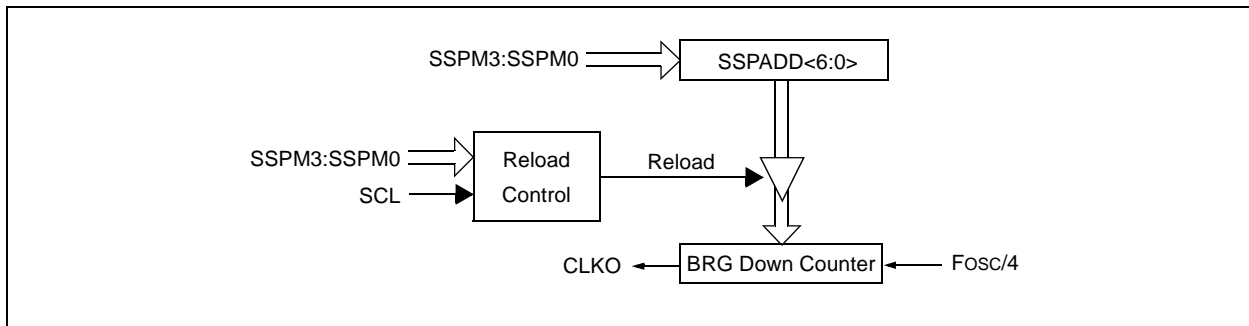 SSPM3:SSPM0
SSPADD<6:0>
SSPM3:SSPM0
SCL
Reload
Control
Reload
CLKO
BRG Down Counter
FOSC/4